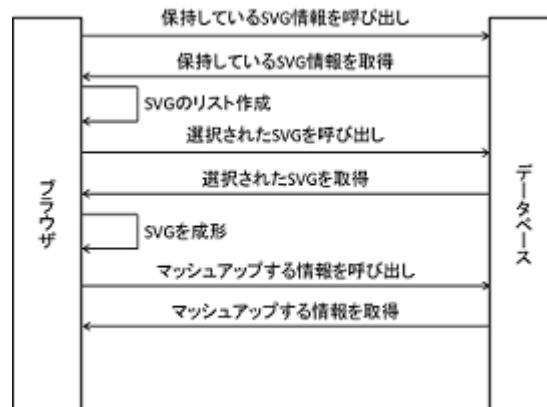 保持しているSVG情報を呼び出し
保持しているSVG情報を取得
SVGのリスト作成
選択されたSVGを呼び出し
選択されたSVGを取得
SVGを成形
マッシュアップする情報を呼び出し
マッシュアップする情報を取得
ブラウザ
データベース